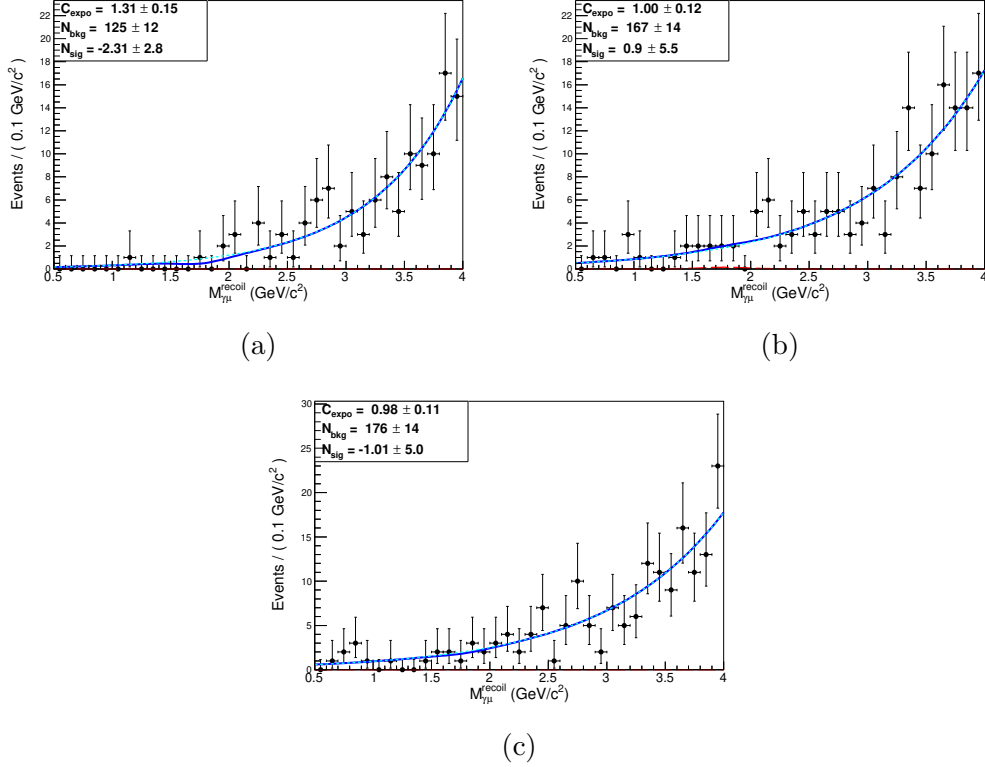 C_expo = 1.31 ± 0.15
N_bkg = 125 ± 12
N_sig = -2.31 ± 2.8
Events / ( 0.1 GeV/c²)
22
20
18
16
14
12
10
8
6
4
2
0
0.5 1 1.5 2 2.5 3 3.5 4
M_γμ^recoil (GeV/c²)
(a)
C_expo = 1.00 ± 0.12
N_bkg = 167 ± 14
N_sig = 0.9 ± 5.5
Events / ( 0.1 GeV/c²)
22
20
18
16
14
12
10
8
6
4
2
0
0.5 1 1.5 2 2.5 3 3.5 4
M_γμ^recoil (GeV/c²)
(b)
C_expo = 0.98 ± 0.11
N_bkg = 176 ± 14
N_sig = -1.01 ± 5.0
Events / ( 0.1 GeV/c²)
30
25
20
15
10
5
0
0.5 1 1.5 2 2.5 3 3.5 4
M_γμ^recoil (GeV/c²)
(c)